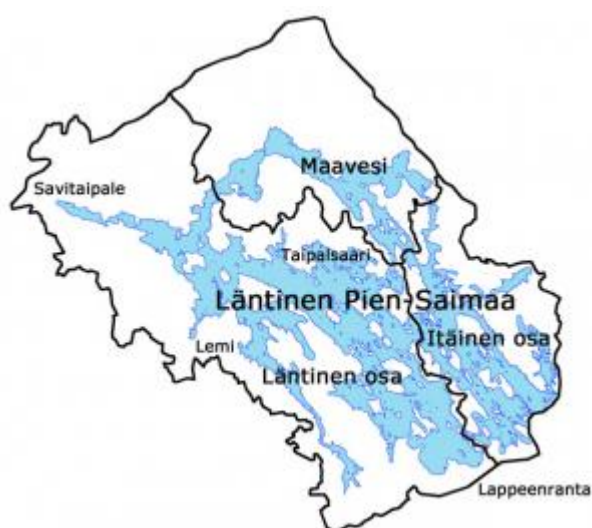 Maavesi
Savitaipale
Taipalsaari
Läntinen Pien-Saimaa
Itäinen osa
Lemi
Läntinen osa
Lappeenranta